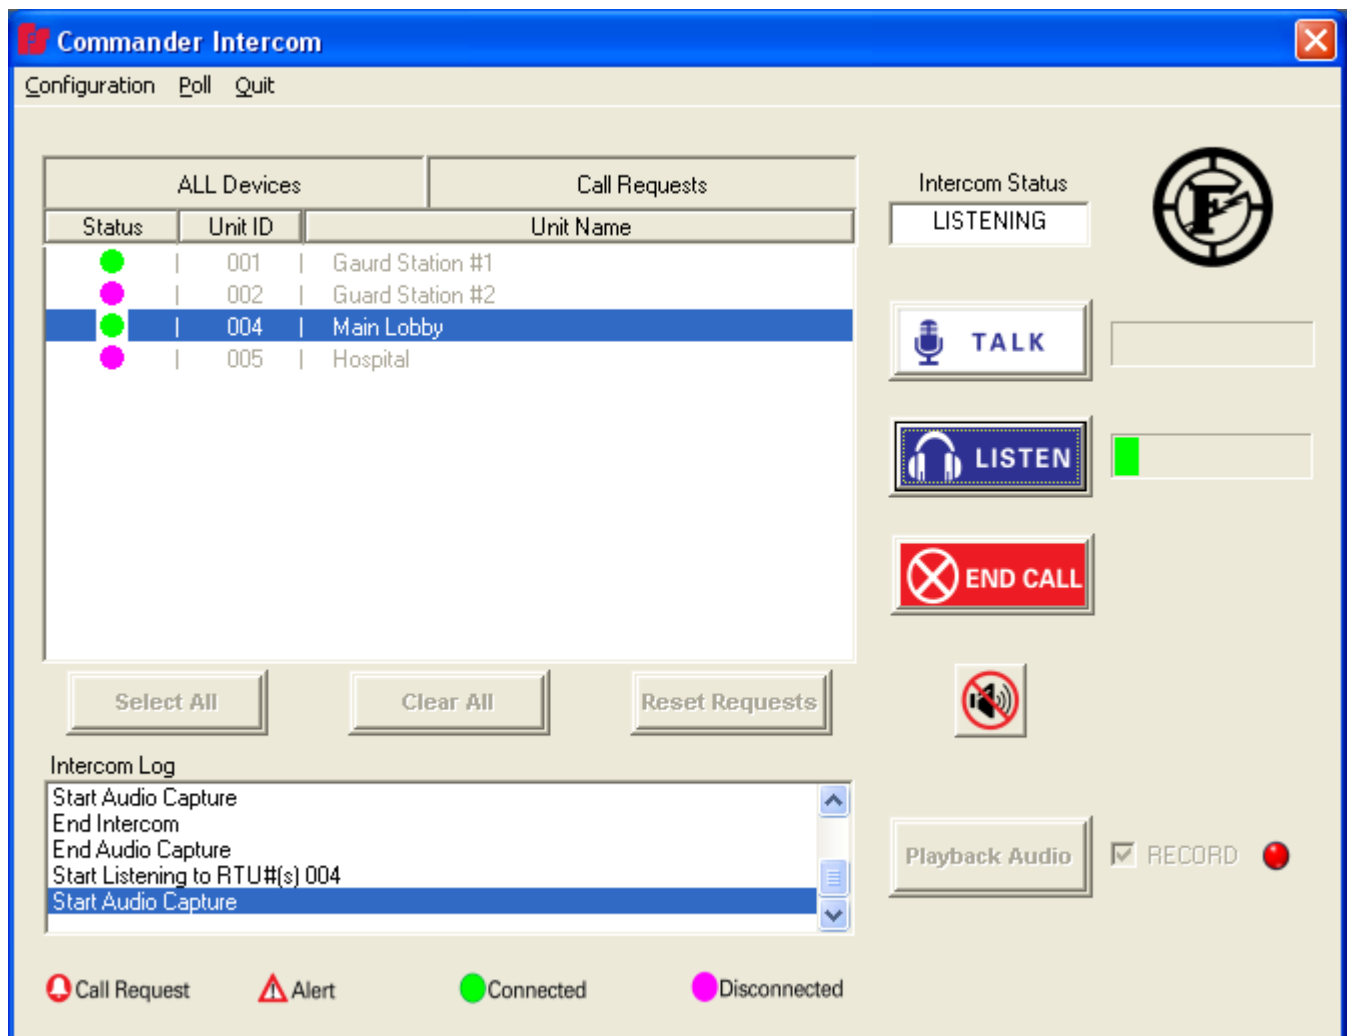 Commander Intercom
Configuration Poll Quit
ALL Devices Call Requests
Status Unit ID Unit Name
| 001 | Gaurd Station #1
| 002 | Guard Station #2
| 004 | Main Lobby
| 005 | Hospital
Intercom Status
LISTENING
F
TALK
LISTEN
END CALL
Select All Clear All Reset Requests
Intercom Log
Start Audio Capture
End Intercom
End Audio Capture
Start Listening to RTU#(s) 004
Start Audio Capture
Playback Audio RECORD
Call Request Alert Connected Disconnected